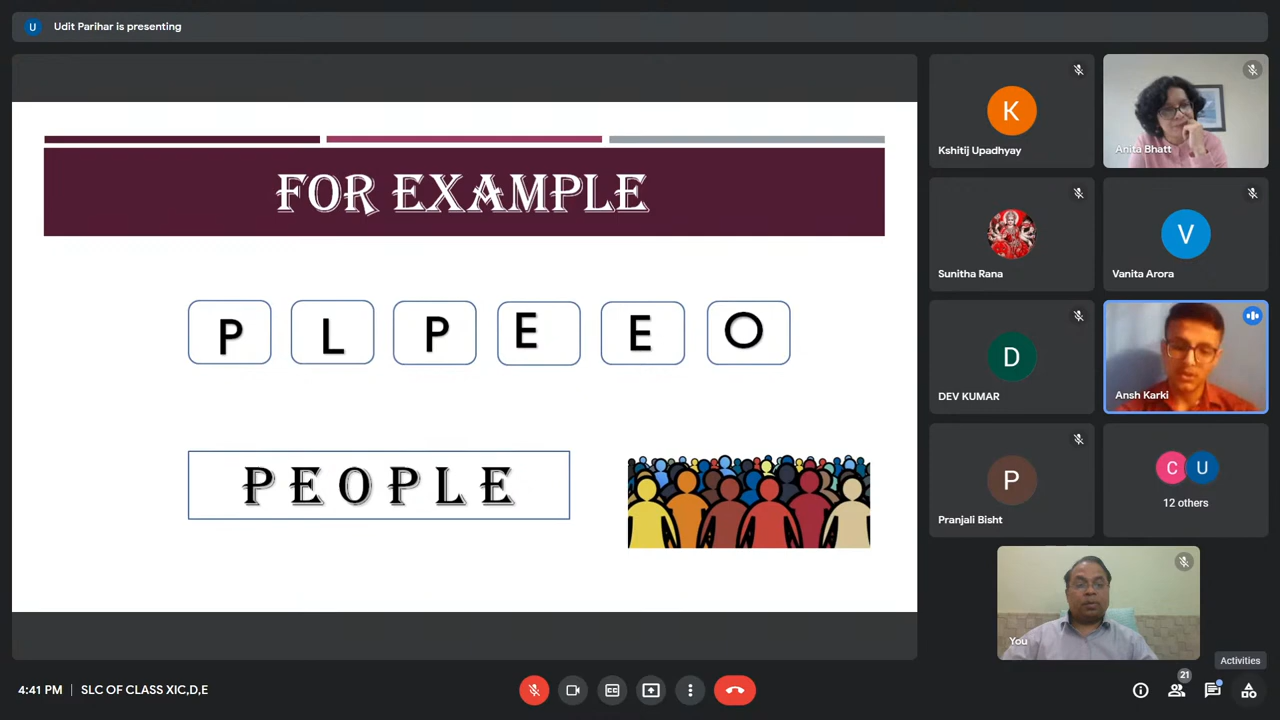 U
Udit Parihar is presenting
FOR EXAMPLE
P L P E E O
P E O P L E
K
Kshitij Upadhyay
Anita Bhatt
Sunitha Rana
V
Vanita Arora
D
DEV KUMAR
Ansh Karki
P
Pranjali Bisht
C U
12 others
You
Activities
4:41 PM | SLC OF CLASS XIC,D,E
CC
21